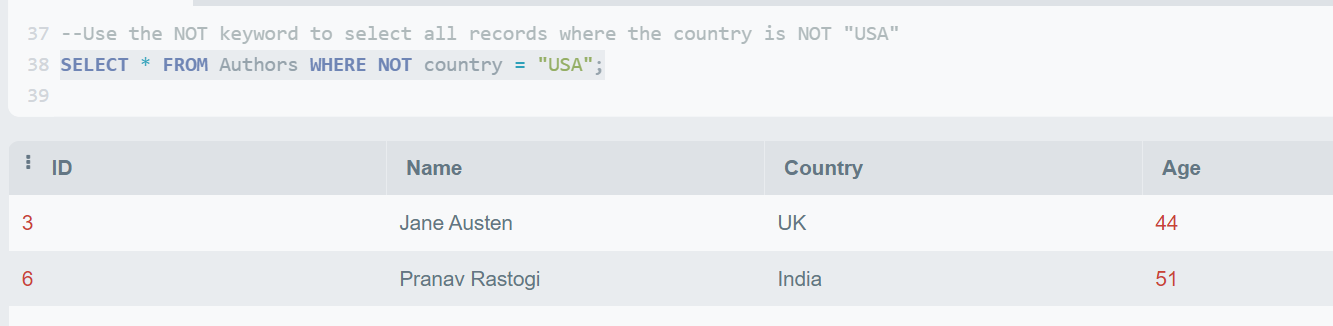 37 --Use the NOT keyword to select all records where the country is NOT "USA"
38 SELECT * FROM Authors WHERE NOT country = "USA";
39
ID Name Country Age
3 Jane Austen UK 44
6 Pranav Rastogi India 51